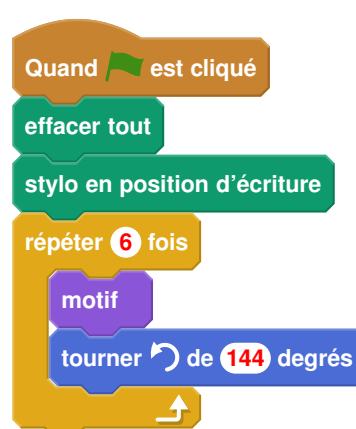 Quand est cliqué
effacer tout
stylo en position d'écriture
répéter 6 fois
motif
tourner de 144 degrés